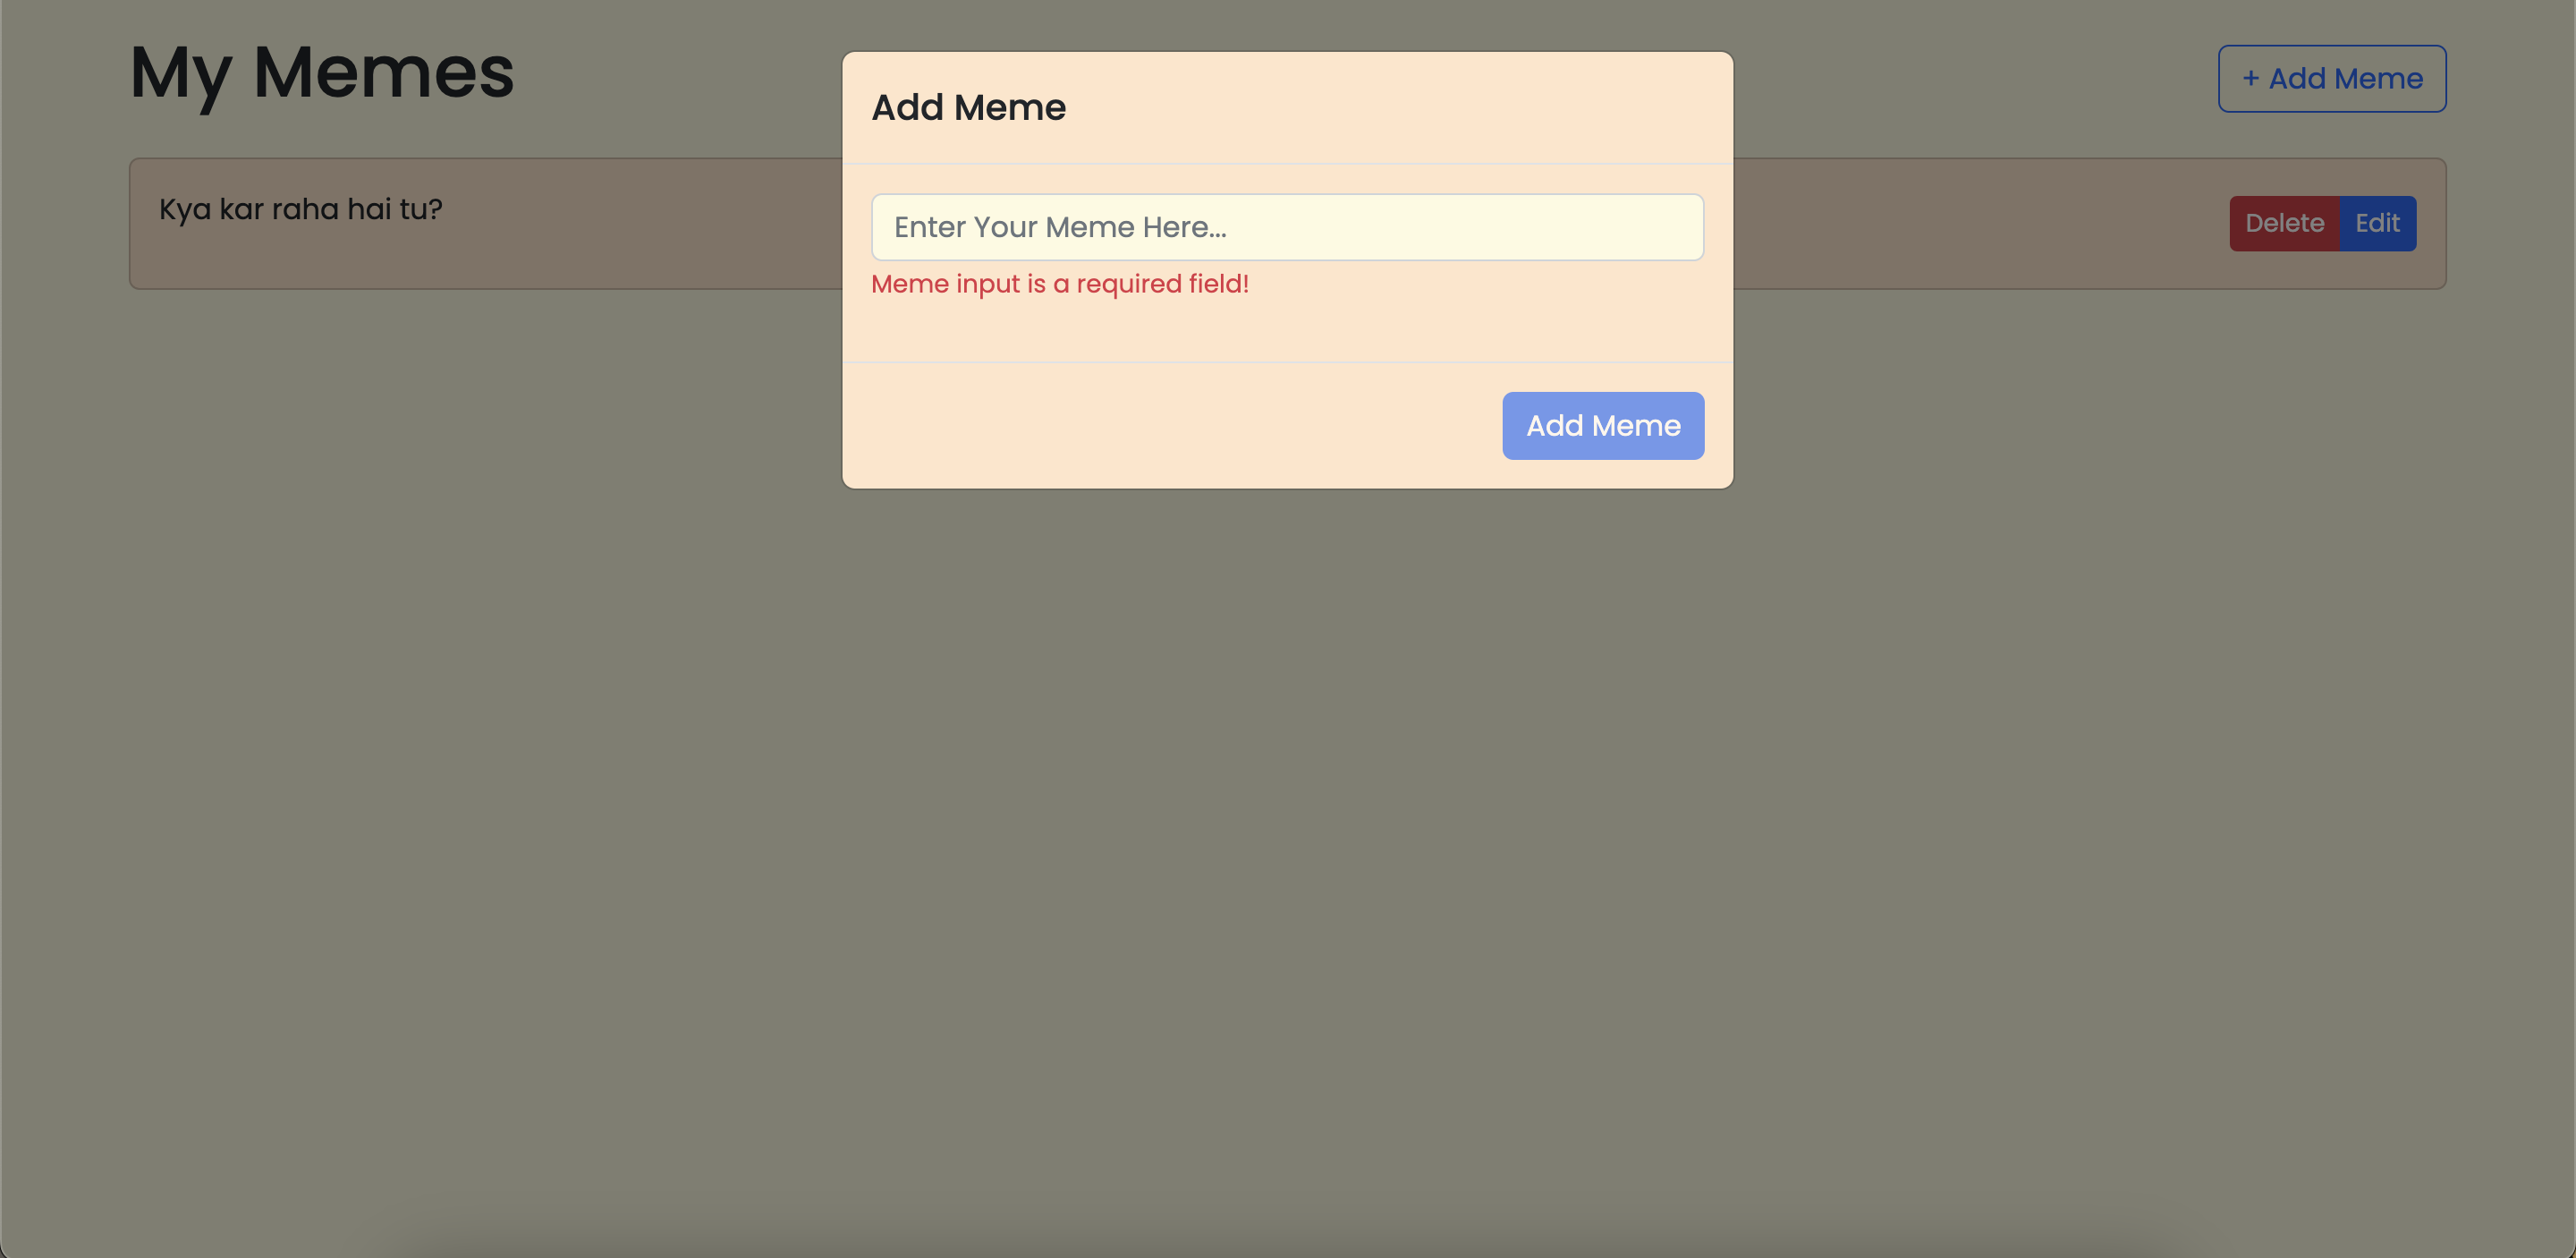 My Memes
+ Add Meme
Kya kar raha hai tu?
Delete
Edit
Add Meme
Enter Your Meme Here...
Meme input is a required field!
Add Meme